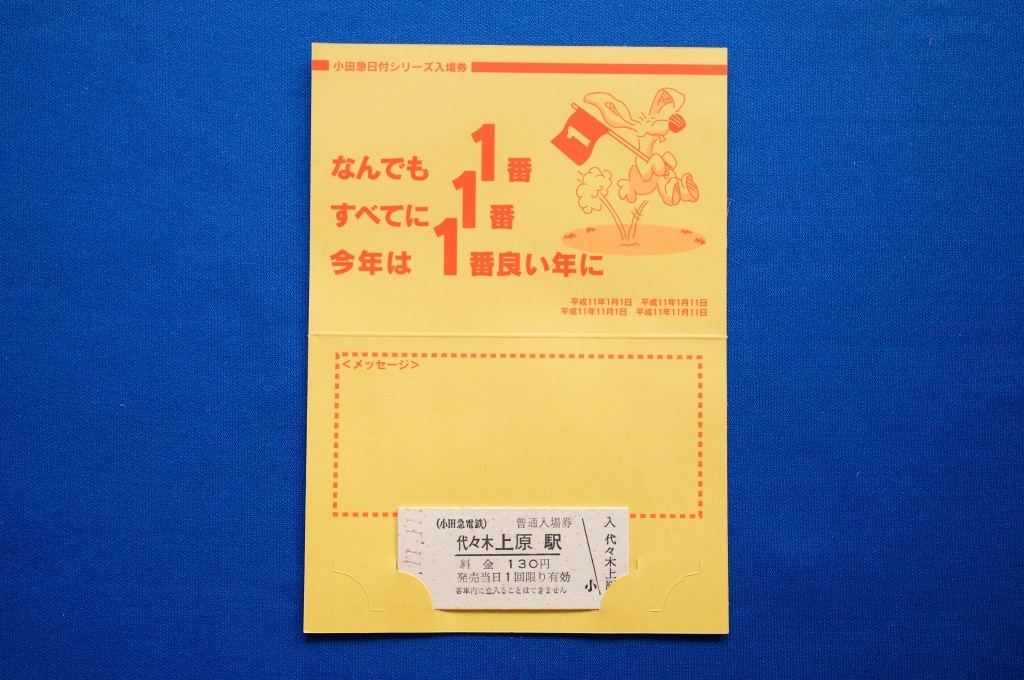 小田急日付シリーズ入場券
1
なんでも 1番
すべてに 1番
今年は 1番良い年に
平成11年1月1日 平成11年1月11日
平成11年11月1日 平成11年11月11日
<メッセージ>
(小田急電鉄) 普通入場券
代々木上原 駅
料 金 130円
発売当日1回限り有効
客車内に立入ることはできません
小
入 代々木上原